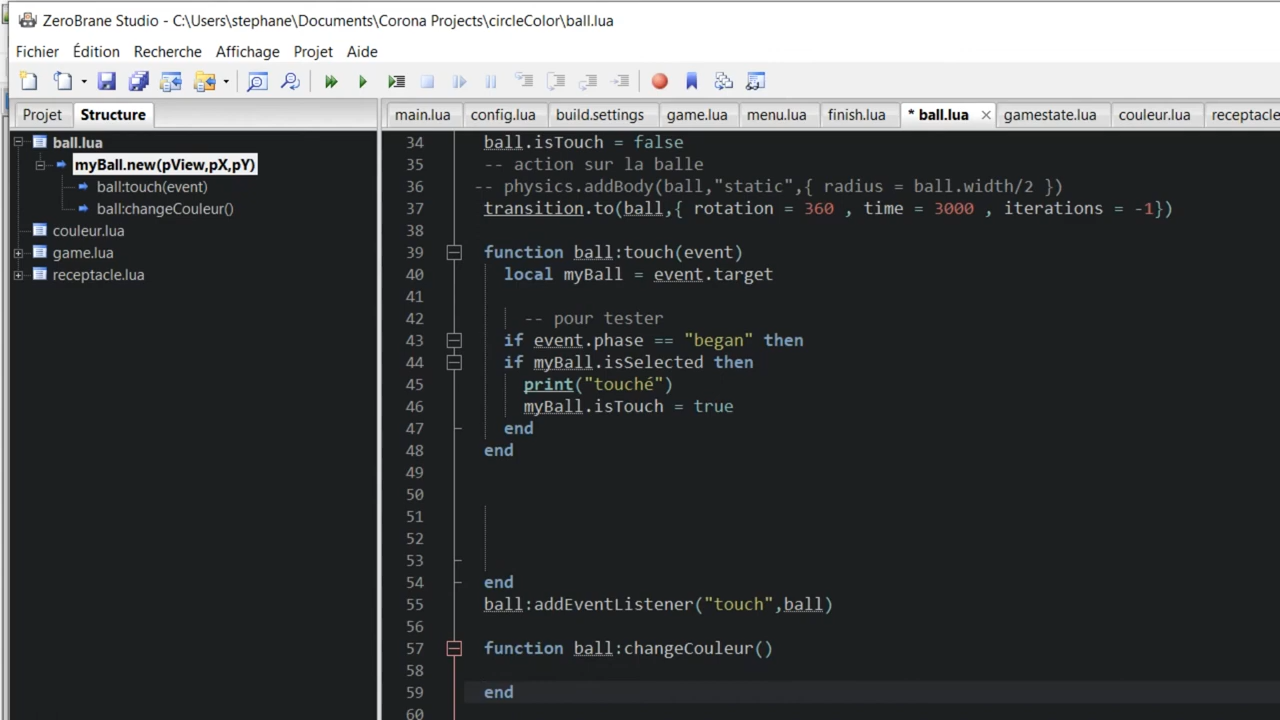 ZeroBrane Studio - C:\Users\stephane\Documents\Corona Projects\circleColor\ball.lua
Fichier Édition Recherche Affichage Projet Aide
Projet Structure
main.lua config.lua build.settings game.lua menu.lua finish.lua * ball.lua gamestate.lua couleur.lua receptacle
ball.lua
myBall.new(pView,pX,pY)
ball:touch(event)
ball:changeCouleur()
couleur.lua
game.lua
receptacle.lua
34 ball.isTouch = false
35 -- action sur la balle
36 -- physics.addBody(ball,"static",{ radius = ball.width/2 })
37 transition.to(ball,{ rotation = 360 , time = 3000 , iterations = -1})
38
39 function ball:touch(event)
40 local myBall = event.target
41
42 -- pour tester
43 if event.phase == "began" then
44 if myBall.isSelected then
45 print("touché")
46 myBall.isTouch = true
47 end
48 end
49
50
51
52
53
54 end
55 ball:addEventListener("touch",ball)
56
57 function ball:changeCouleur()
58
59 end
60